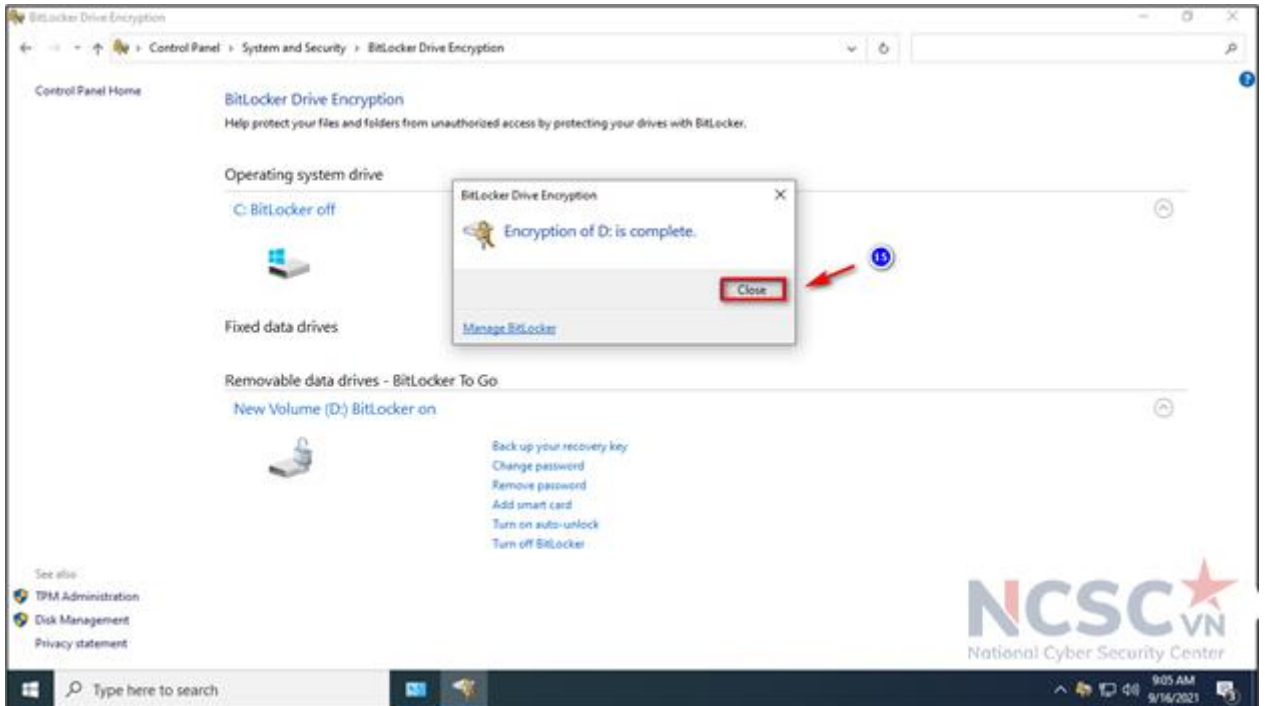 BitLocker Drive Encryption
Control Panel > System and Security > BitLocker Drive Encryption
Control Panel Home
BitLocker Drive Encryption
Help protect your files and folders from unauthorized access by protecting your drives with BitLocker.
Operating system drive
C: BitLocker off
BitLocker Drive Encryption
Encryption of D: is complete.
15
Close
Manage BitLocker
Fixed data drives
Removable data drives - BitLocker To Go
New Volume (D:) BitLocker on
Back up your recovery key
Change password
Remove password
Add smart card
Turn on auto-unlock
Turn off BitLocker
See also
TPM Administration
Disk Management
Privacy statement
NCSC
VN
National Cyber Security Center
Type here to search
9:05 AM
9/16/2021